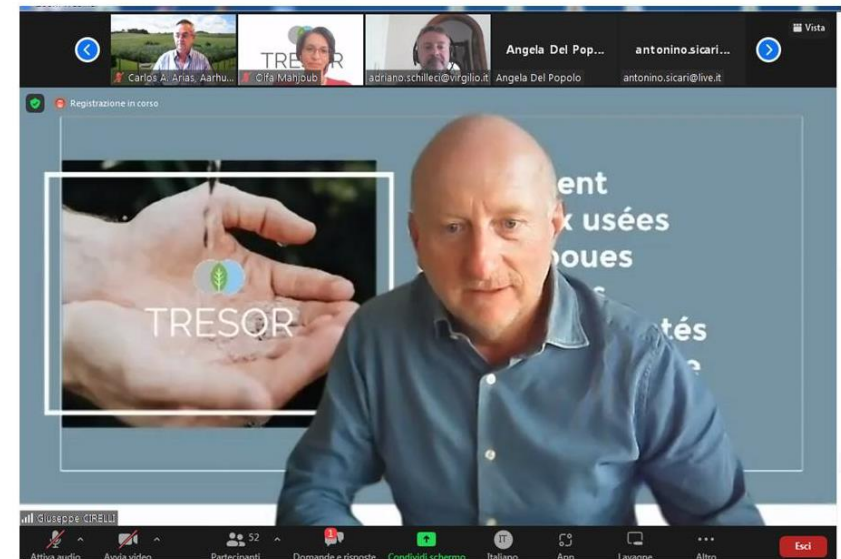 Vista
TRE
Angela Del Pop...
antonino.sicari...
Carlos A. Arias, Aarhu...
Olfa Mahjoub
adriano.schilleci@virgilio.it
Angela Del Popolo
antonino.sicari@live.it
Registrazione in corso
ent
x usées
boues
TRESOR
tés
e
Giuseppe CIRELLI
52
1
IT
Attiva audio
Avvia video
Partecipanti
Domande e risposte
Condividi schermo
Italiano
App
Lavagne
Altro
Esci